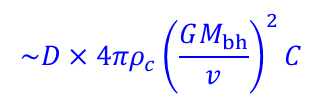 ~D × 4πρ_c (GM_bh / v)² C